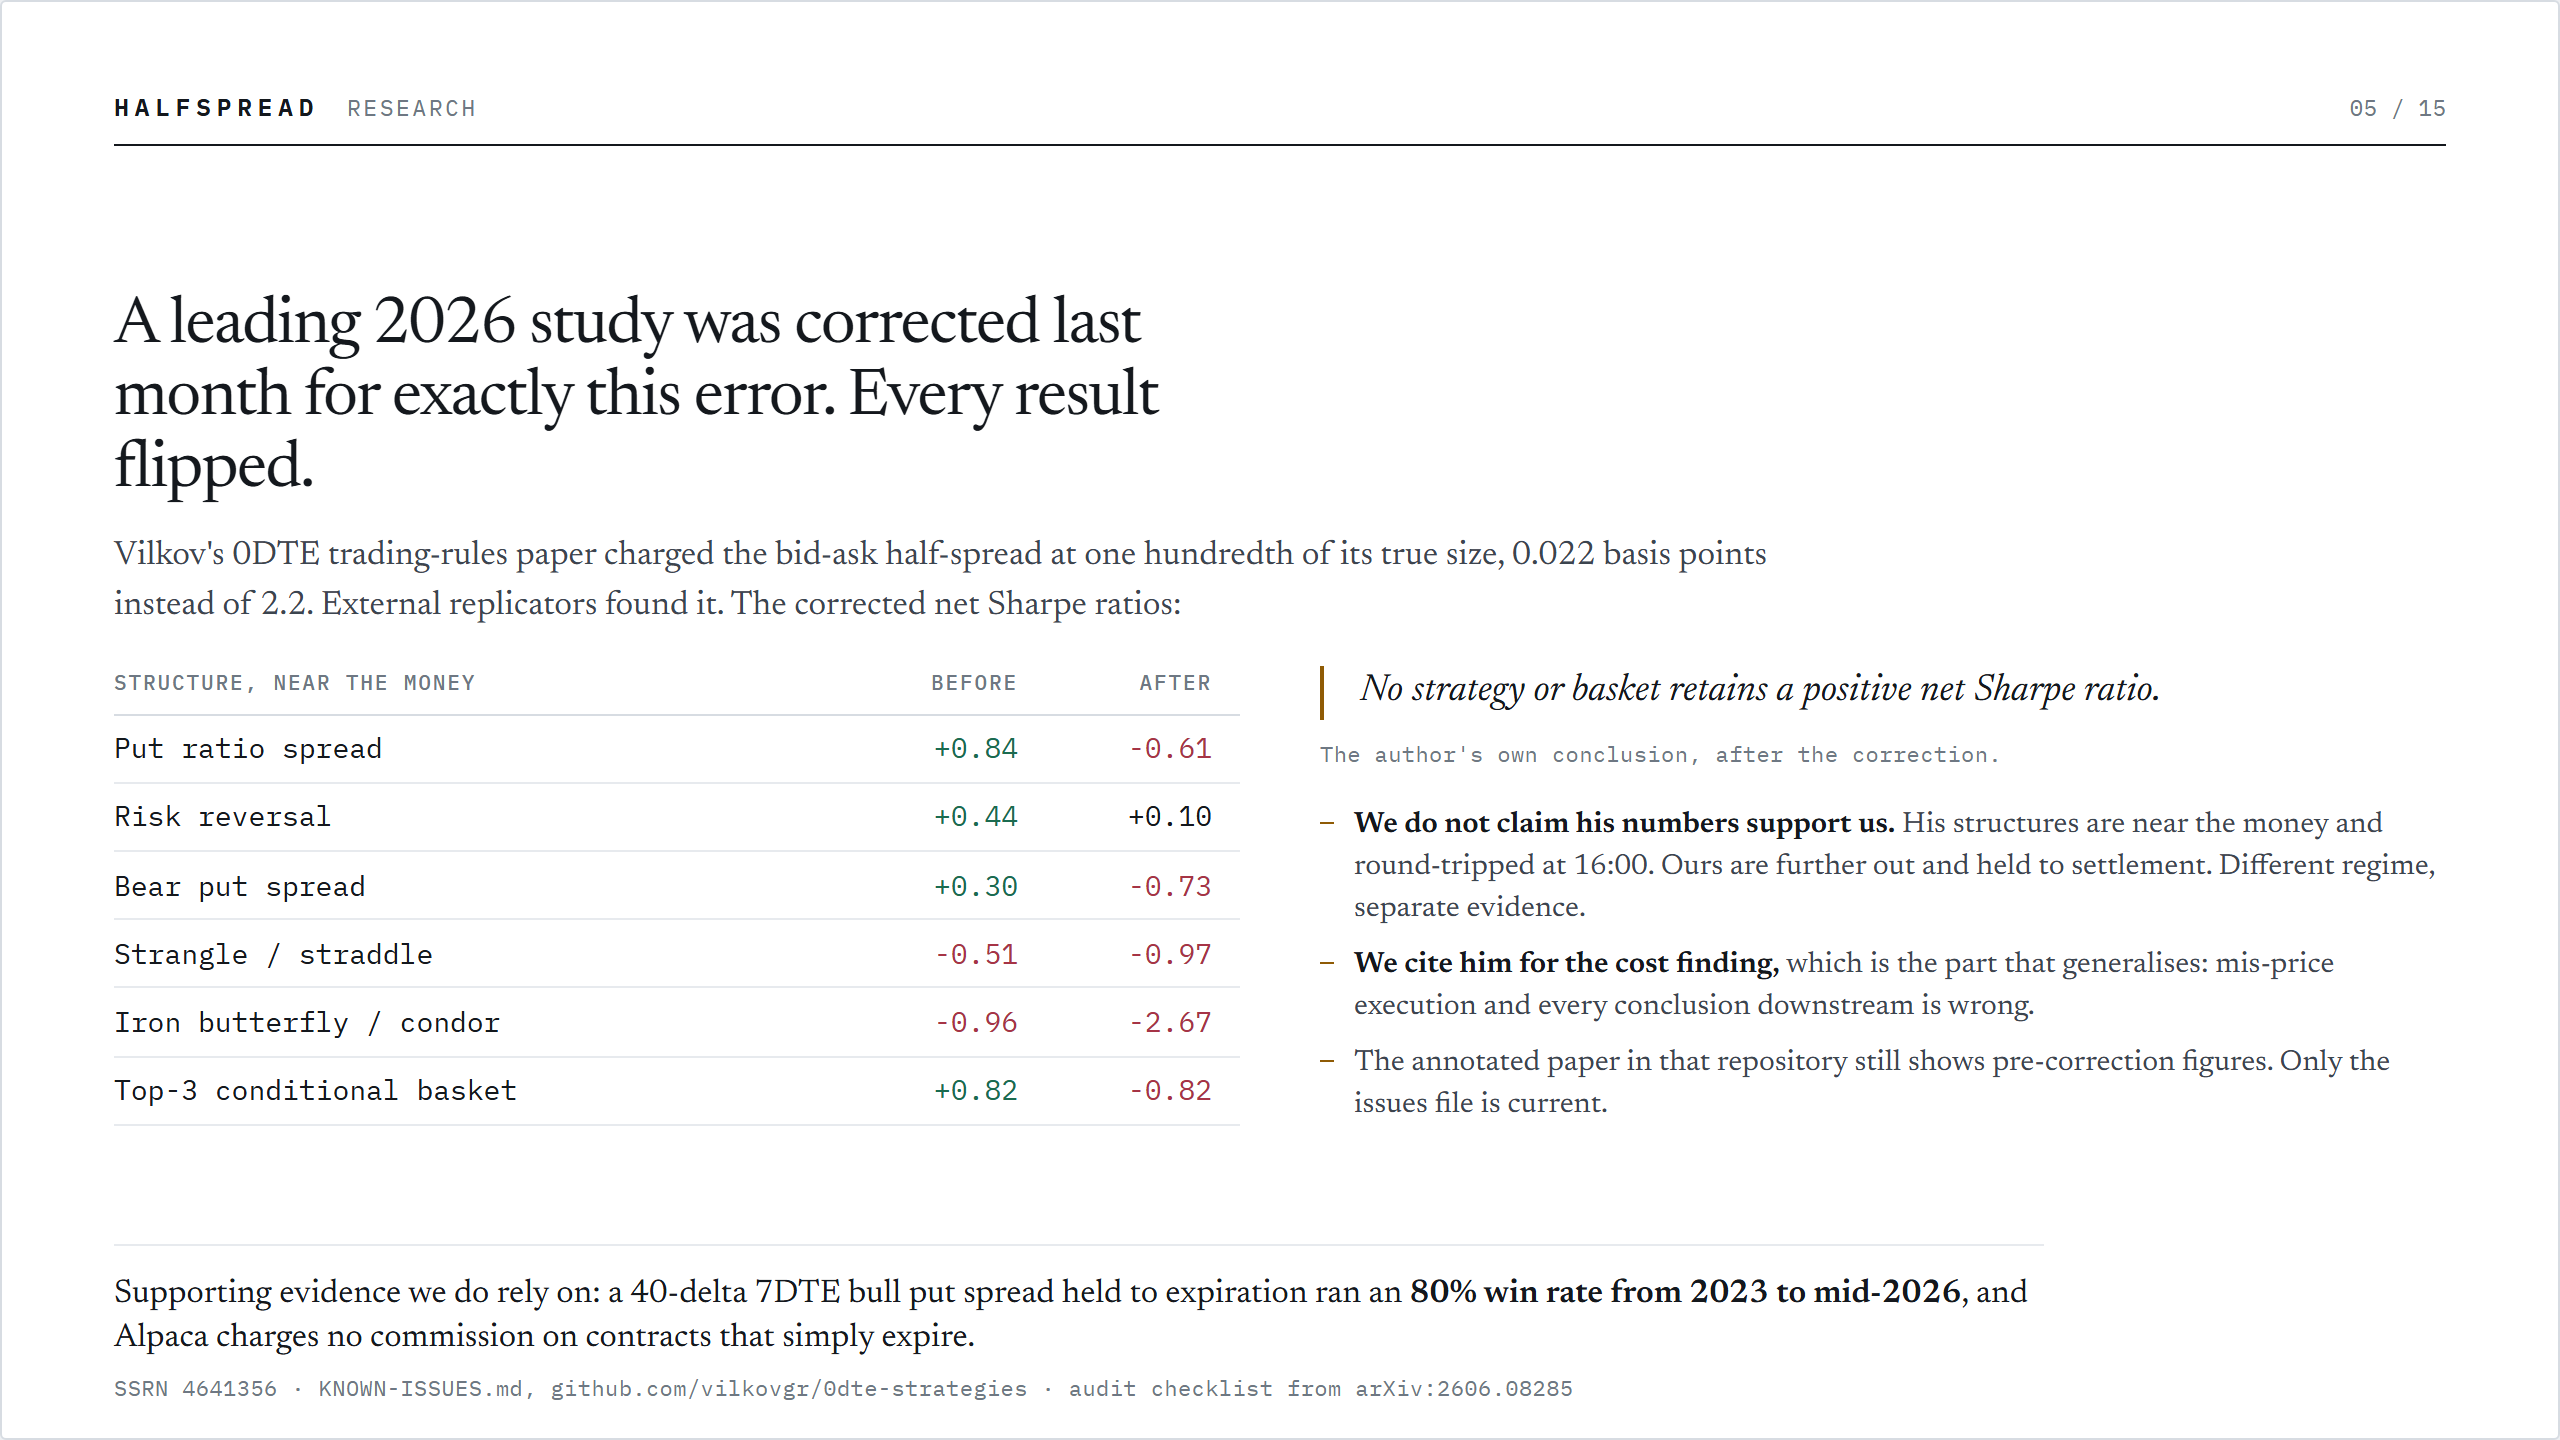 HALFSPREAD RESEARCH
05 / 15
A leading 2026 study was corrected last
month for exactly this error. Every result
flipped.
Vilkov's 0DTE trading-rules paper charged the bid-ask half-spread at one hundredth of its true size, 0.022 basis points
instead of 2.2. External replicators found it. The corrected net Sharpe ratios:
STRUCTURE, NEAR THE MONEY BEFORE AFTER
Put ratio spread +0.84 -0.61
Risk reversal +0.44 +0.10
Bear put spread +0.30 -0.73
Strangle / straddle -0.51 -0.97
Iron butterfly / condor -0.96 -2.67
Top-3 conditional basket +0.82 -0.82
No strategy or basket retains a positive net Sharpe ratio.
The author's own conclusion, after the correction.
– We do not claim his numbers support us. His structures are near the money and
round-tripped at 16:00. Ours are further out and held to settlement. Different regime,
separate evidence.
– We cite him for the cost finding, which is the part that generalises: mis-price
execution and every conclusion downstream is wrong.
– The annotated paper in that repository still shows pre-correction figures. Only the
issues file is current.
Supporting evidence we do rely on: a 40-delta 7DTE bull put spread held to expiration ran an 80% win rate from 2023 to mid-2026, and
Alpaca charges no commission on contracts that simply expire.
SSRN 4641356 · KNOWN-ISSUES.md, github.com/vilkovgr/0dte-strategies · audit checklist from arXiv:2606.08285